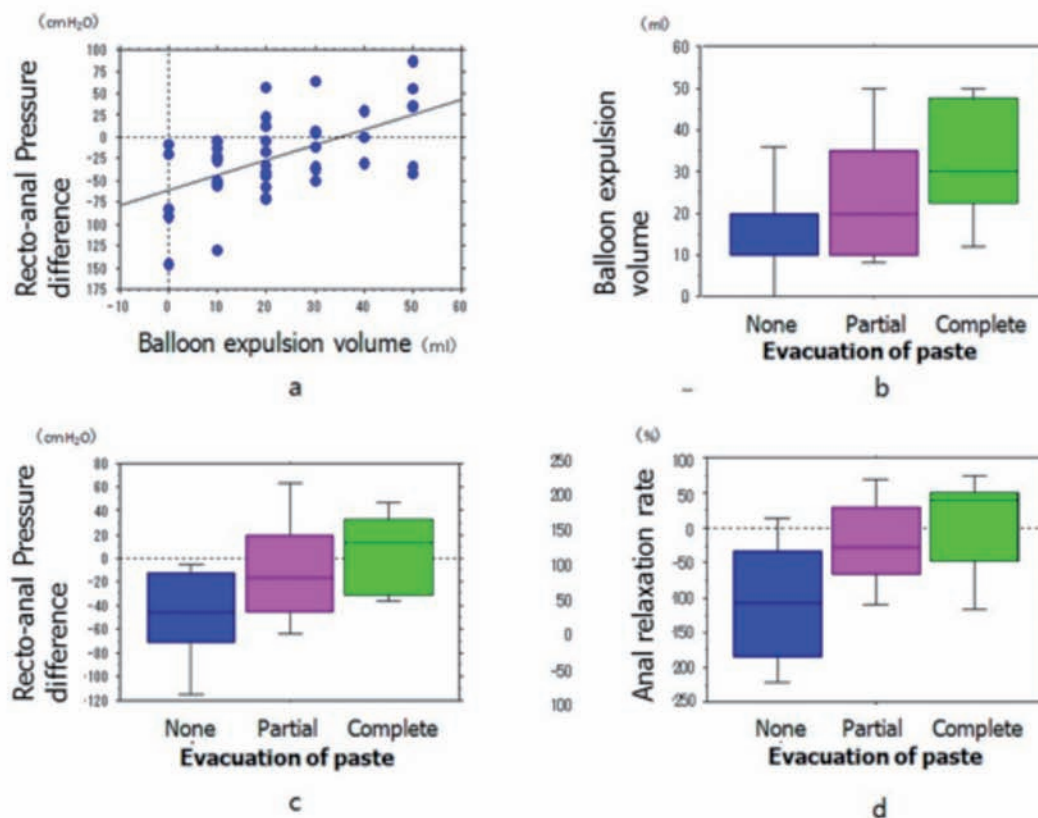 (cmH₂O)
Recto-anal Pressure
difference
100
75
50
25
0
-25
-50
-75
100
125
150
175
-10 0 10 20 30 40 50 60
Balloon expulsion volume (ml)
a
(ml)
Balloon expulsion
volume
60
50
40
30
20
10
0
None Partial Complete
Evacuation of paste
–
b
(cmH₂O)
Recto-anal Pressure
difference
80
60
40
20
0
-20
-40
-60
-80
-100
-120
None Partial Complete
Evacuation of paste
c
250
200
150
100
50
0
-50
100
(%)
Anal relaxation rate
100
50
0
-50
-100
-150
-200
-250
None Partial Complete
Evacuation of paste
d